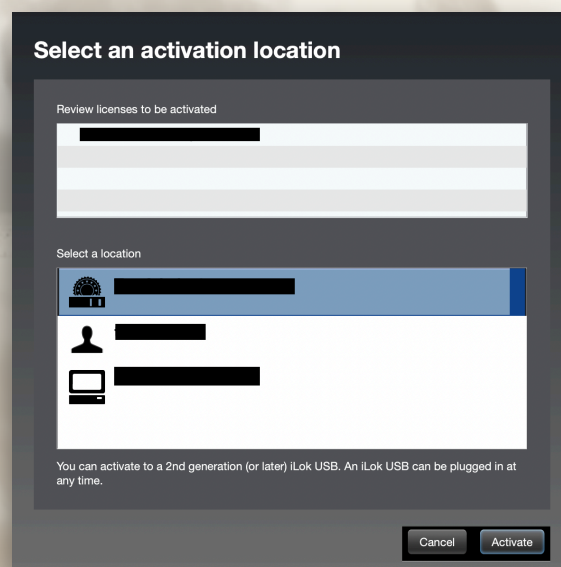 Select an activation location
Review licenses to be activated
Select a location
You can activate to a 2nd generation (or later) iLok USB. An iLok USB can be plugged in at
any time.
Cancel
Activate